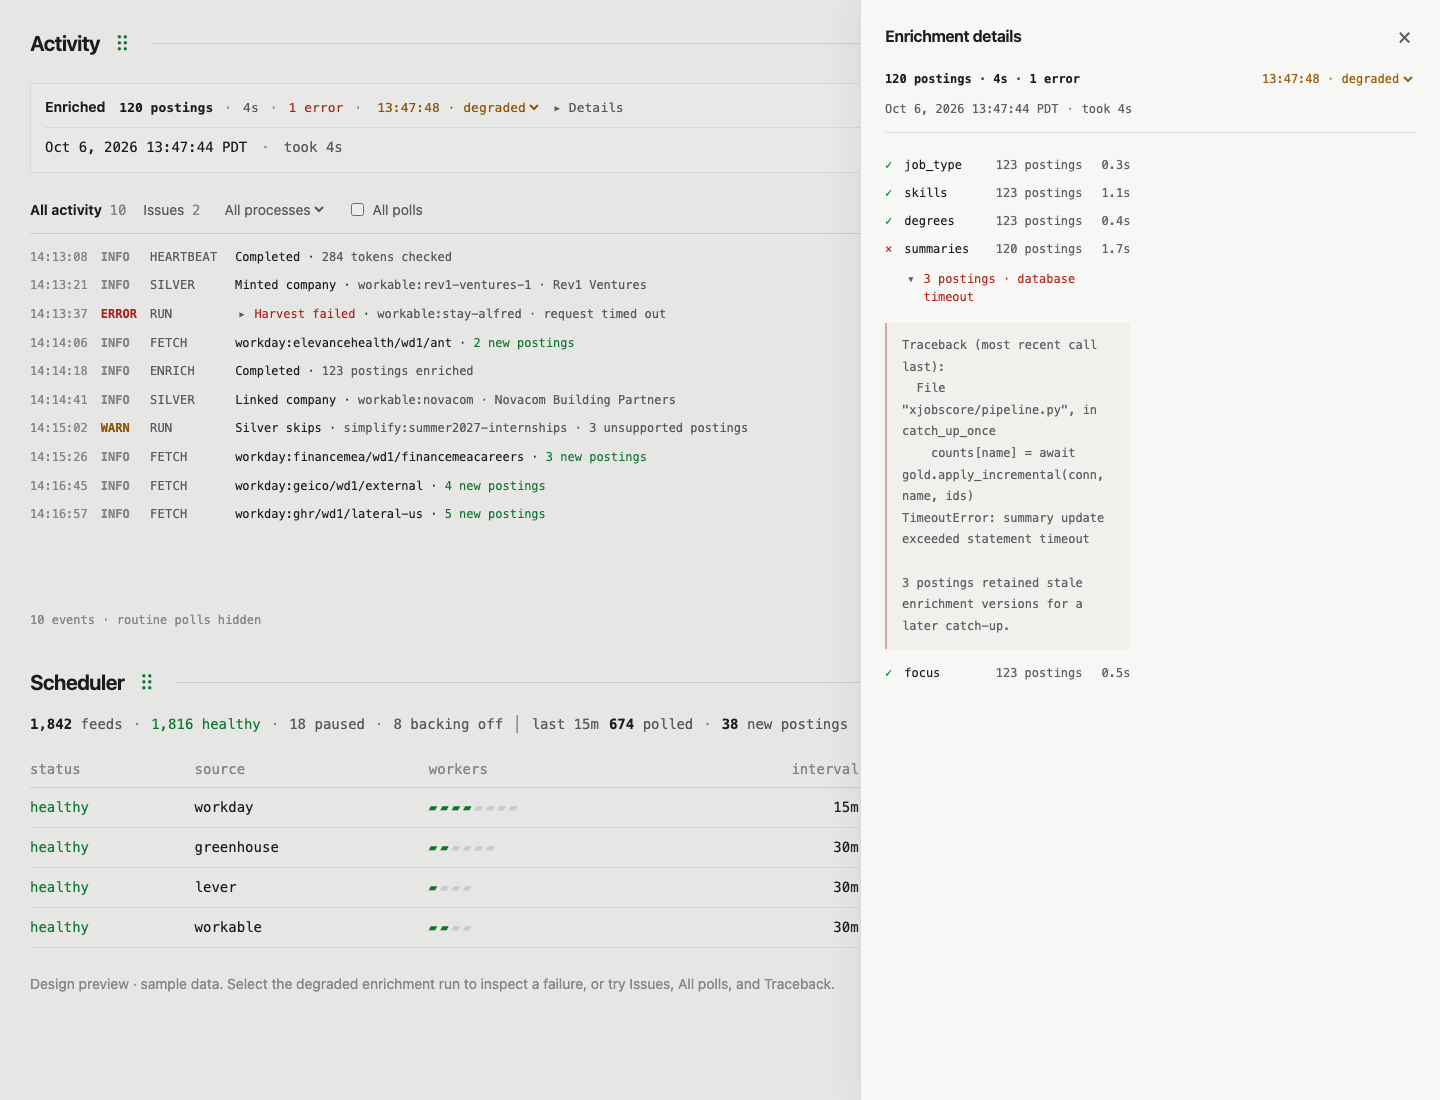 Activity
Enriched 120 postings · 4s · 1 error · 13:47:48 · degraded ▸ Details
Oct 6, 2026 13:47:44 PDT · took 4s
All activity 10 Issues 2 All processes All polls
14:13:08 INFO HEARTBEAT Completed · 284 tokens checked
14:13:21 INFO SILVER Minted company · workable:rev1-ventures-1 · Rev1 Ventures
14:13:37 ERROR RUN ▸ Harvest failed · workable:stay-alfred · request timed out
14:14:06 INFO FETCH workday:elevancehealth/wd1/ant · 2 new postings
14:14:18 INFO ENRICH Completed · 123 postings enriched
14:14:41 INFO SILVER Linked company · workable:novacom · Novacom Building Partners
14:15:02 WARN RUN Silver skips · simplify:summer2027-internships · 3 unsupported postings
14:15:26 INFO FETCH workday:financemea/wd1/financemeacareers · 3 new postings
14:16:45 INFO FETCH workday:geico/wd1/external · 4 new postings
14:16:57 INFO FETCH workday:ghr/wd1/lateral-us · 5 new postings
10 events · routine polls hidden
Scheduler
1,842 feeds · 1,816 healthy · 18 paused · 8 backing off | last 15m 674 polled · 38 new postings
status source workers interval
healthy workday 15m
healthy greenhouse 30m
healthy lever 30m
healthy workable 30m
Design preview · sample data. Select the degraded enrichment run to inspect a failure, or try Issues, All polls, and Traceback.
Enrichment details ✕
120 postings · 4s · 1 error 13:47:48 · degraded
Oct 6, 2026 13:47:44 PDT · took 4s
✓ job_type 123 postings 0.3s
✓ skills 123 postings 1.1s
✓ degrees 123 postings 0.4s
× summaries 120 postings 1.7s
▾ 3 postings · database
timeout
Traceback (most recent call
last):
File
"xjobscore/pipeline.py", in
catch_up_once
counts[name] = await
gold.apply_incremental(conn,
name, ids)
TimeoutError: summary update
exceeded statement timeout
3 postings retained stale
enrichment versions for a
later catch-up.
✓ focus 123 postings 0.5s